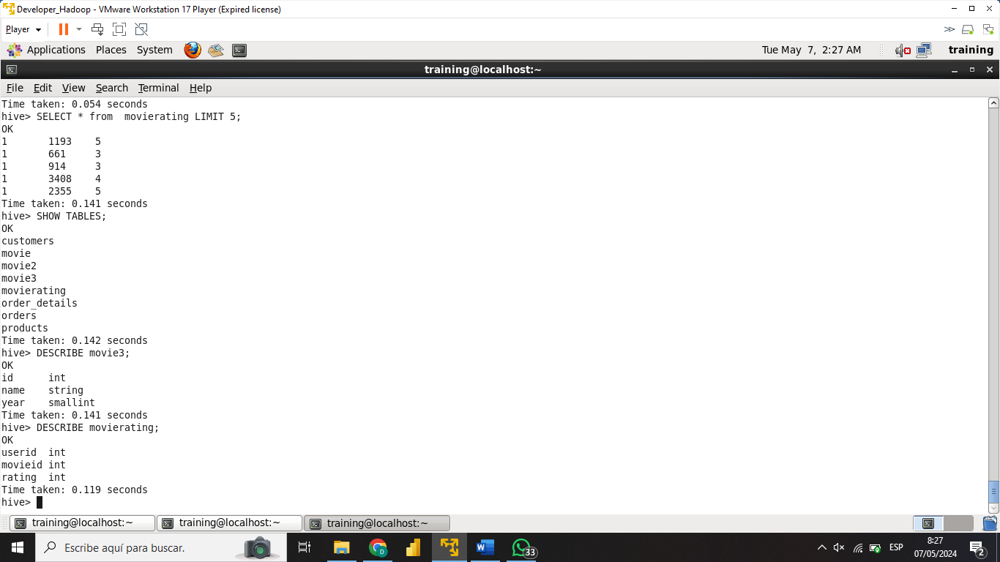 Developer_Hadoop - VMware Workstation 17 Player (Expired license)
Player
Applications Places System Tue May 7, 2:27 AM training
training@localhost:~
File Edit View Search Terminal Help
Time taken: 0.054 seconds
hive> SELECT * from  movierating LIMIT 5;
OK
1       1193    5
1       661     3
1       914     3
1       3408    4
1       2355    5
Time taken: 0.141 seconds
hive> SHOW TABLES;
OK
customers
movie
movie2
movie3
movierating
order_details
orders
products
Time taken: 0.142 seconds
hive> DESCRIBE movie3;
OK
id      int
name    string
year    smallint
Time taken: 0.141 seconds
hive> DESCRIBE movierating;
OK
userid  int
movieid int
rating  int
Time taken: 0.119 seconds
hive>
training@localhost:~ training@localhost:~ training@localhost:~
Escribe aquí para buscar. D W 33 ESP 8:27
07/05/2024 2